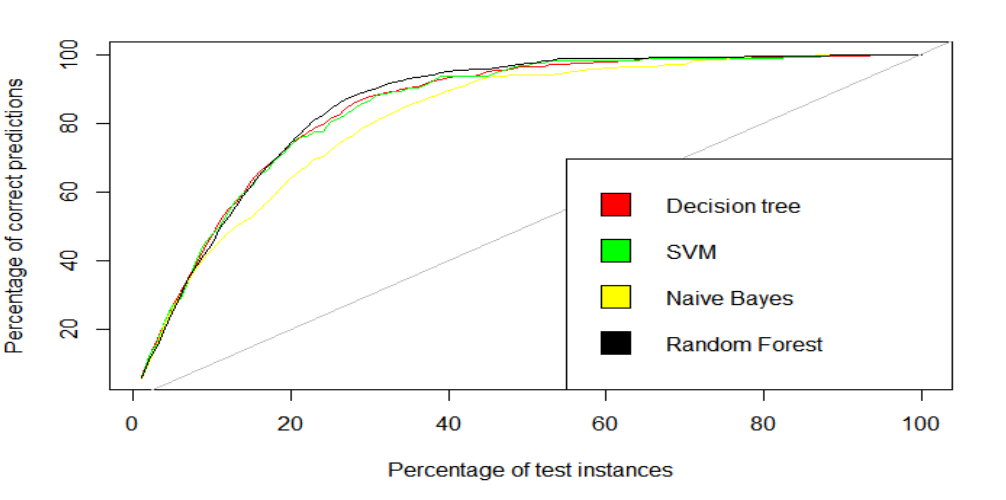 Percentage of correct predictions
100
80
60
40
20
Decision tree
SVM
Naive Bayes
Random Forest
0 20 40 60 80 100
Percentage of test instances